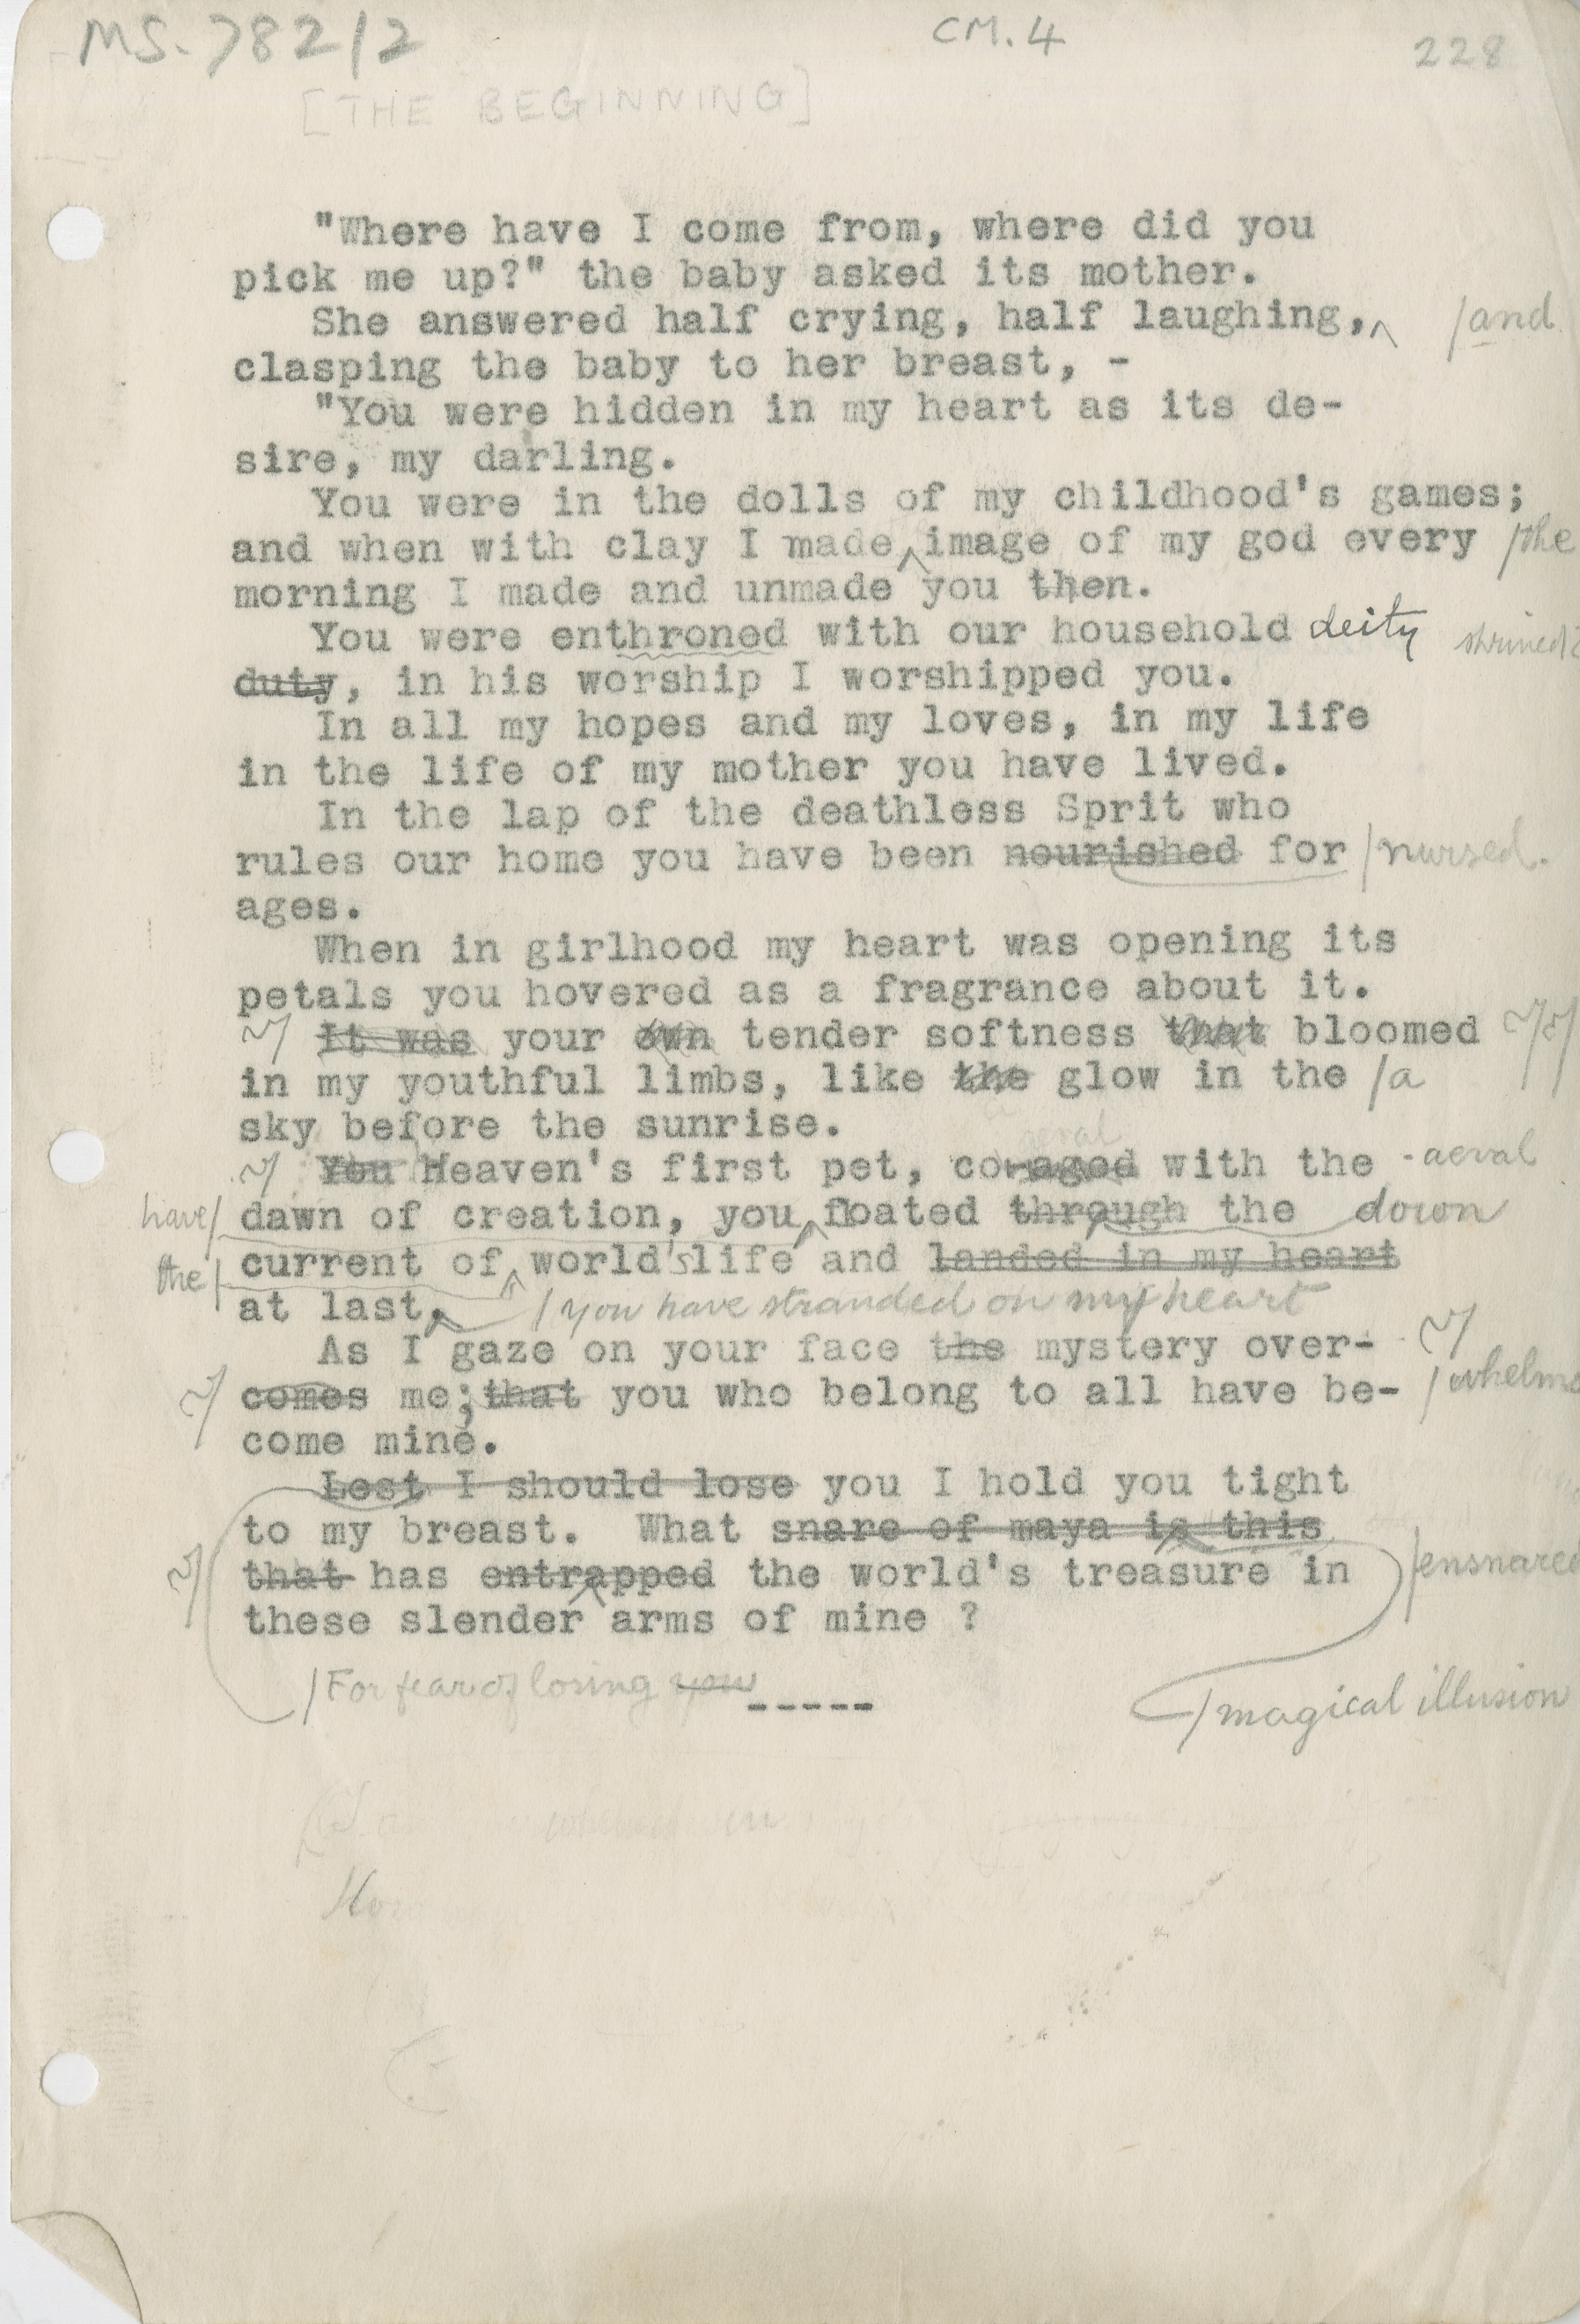 MS. 782/2
CM. 4
228
[THE BEGINNING]
"Where have I come from, where did you
pick me up?" the baby asked its mother.
She answered half crying, half laughing, /and
clasping the baby to her breast, -
"You were hidden in my heart as its de-
sire, my darling.
You were in the dolls of my childhood's games;
and when with clay I made image of my god every /the
morning I made and unmade you then.
You were enthroned with our household deity shrined?
duty, in his worship I worshipped you.
In all my hopes and my loves, in my life
in the life of my mother you have lived.
In the lap of the deathless Sprit who
rules our home you have been nourished for /nursed.
ages.
When in girlhood my heart was opening its
petals you hovered as a fragrance about it.
It was your own tender softness that bloomed
in my youthful limbs, like the glow in the /a
sky before the sunrise.
aeval
You Heaven's first pet, co-aged with the -aeval
have/ dawn of creation, you floated through the down
the/ current of world's life and landed in my heart
at last. /you have stranded on my heart
As I gaze on your face the mystery over-
comes me; that you who belong to all have be- /whelms
come mine.
Lest I should lose you I hold you tight
to my breast. What snare of maya is this
that has entrapped the world's treasure in /ensnared
these slender arms of mine ?
/For fear of losing you
-----
/magical illusion